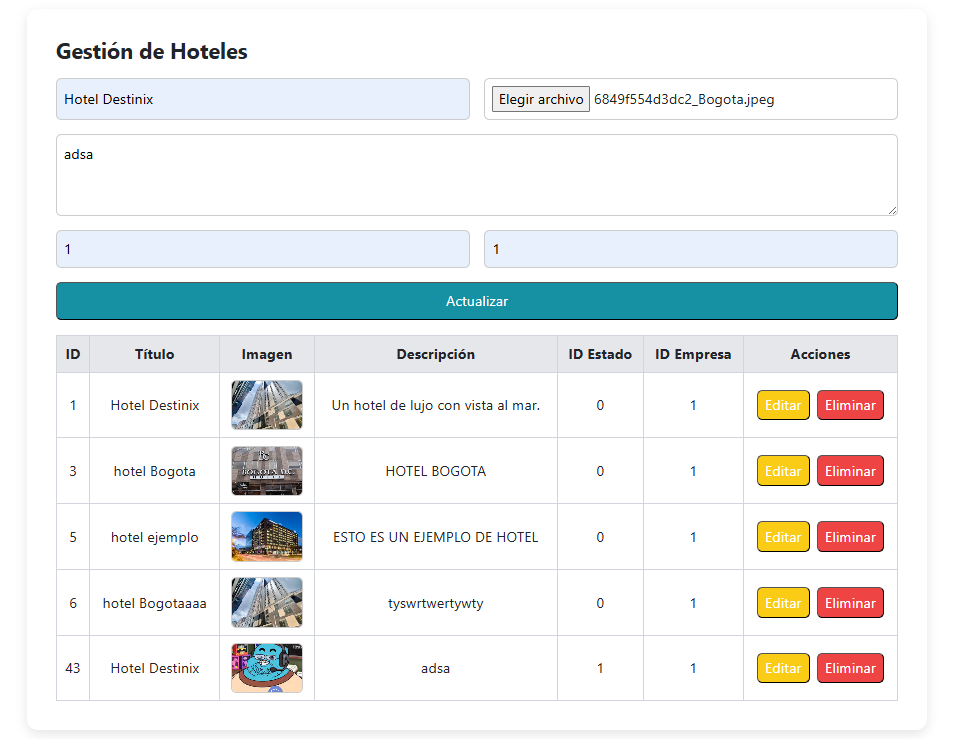 Gestión de Hoteles
Hotel Destinix
Elegir archivo 6849f554d3dc2_Bogota.jpeg
adsa
1
1
Actualizar
ID Título Imagen Descripción ID Estado ID Empresa Acciones
1 Hotel Destinix Un hotel de lujo con vista al mar. 0 1 Editar Eliminar
3 hotel Bogota BOGOTA D.C. HOTEL BOGOTA 0 1 Editar Eliminar
5 hotel ejemplo ESTO ES UN EJEMPLO DE HOTEL 0 1 Editar Eliminar
6 hotel Bogotaaaa tyswrtwertywty 0 1 Editar Eliminar
43 Hotel Destinix adsa 1 1 Editar Eliminar